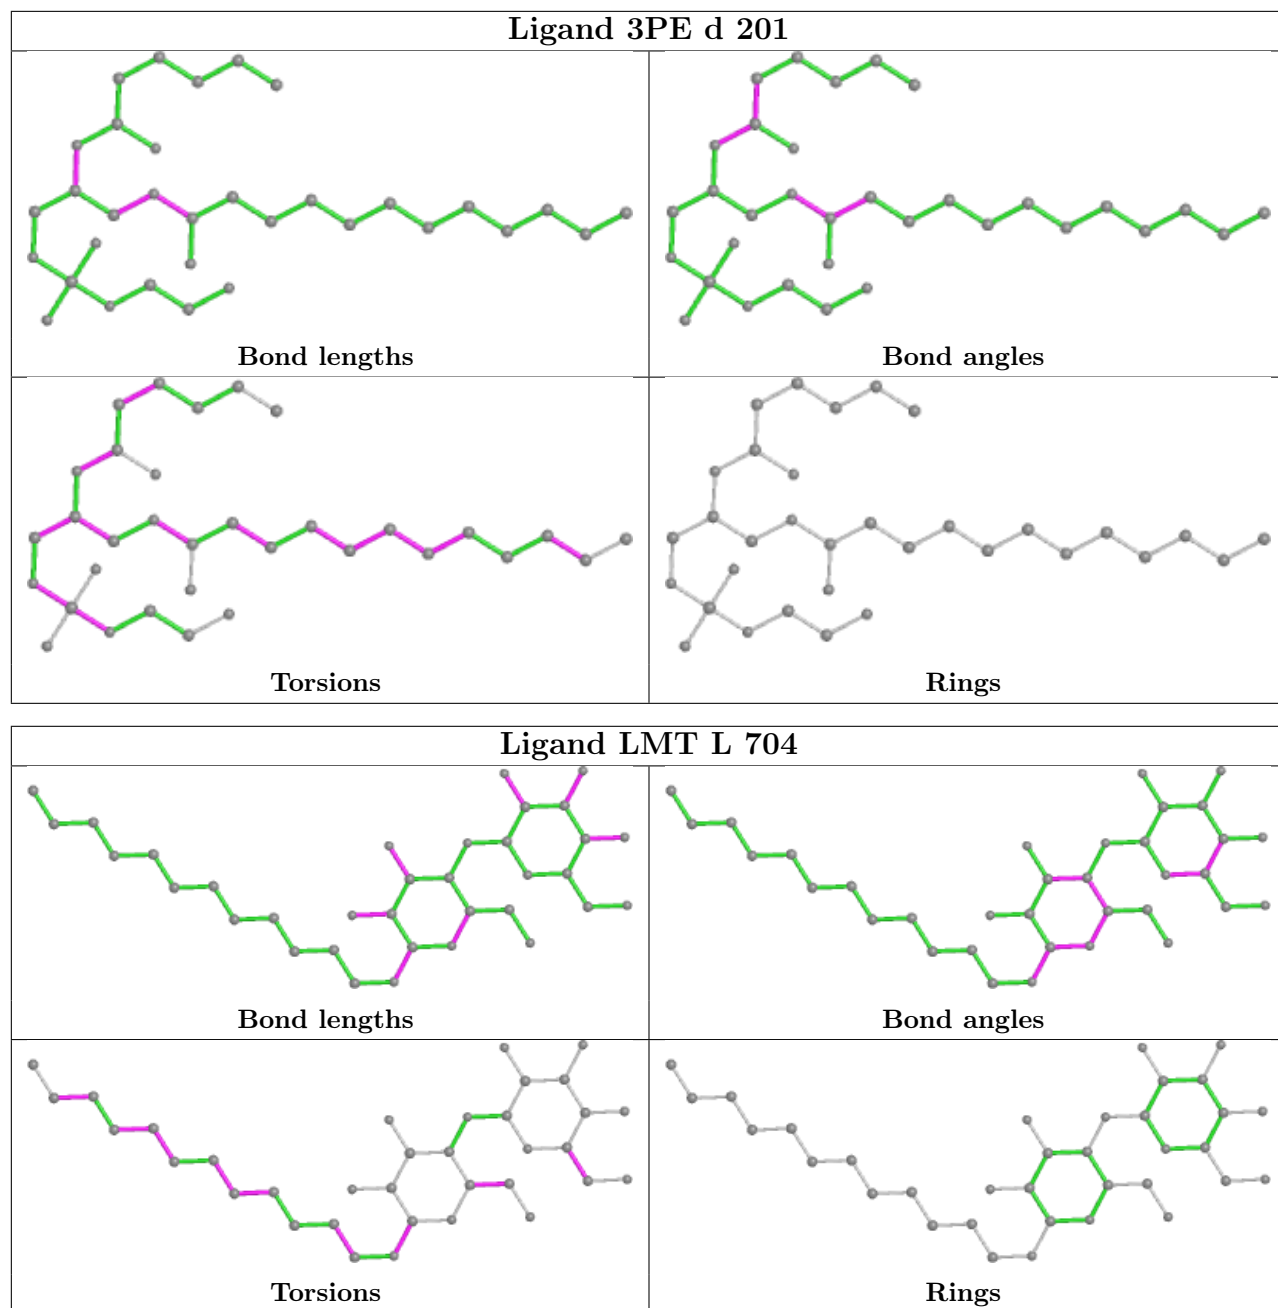 Ligand 3PE d 201
Bond lengths
Bond angles
Torsions
Rings
Ligand LMT L 704
Bond lengths
Bond angles
Torsions
Rings